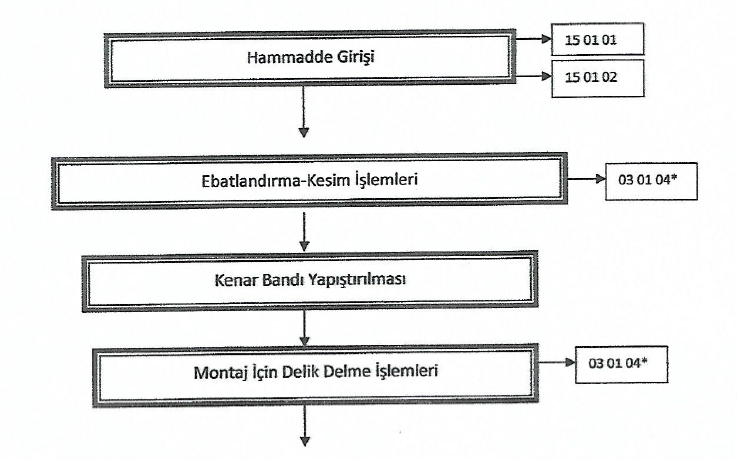 Hammadde Girişi
15 01 01
15 01 02
Ebatlandırma-Kesim İşlemleri
03 01 04*
Kenar Bandı Yapıştırılması
Montaj İçin Delik Delme İşlemleri
03 01 04*